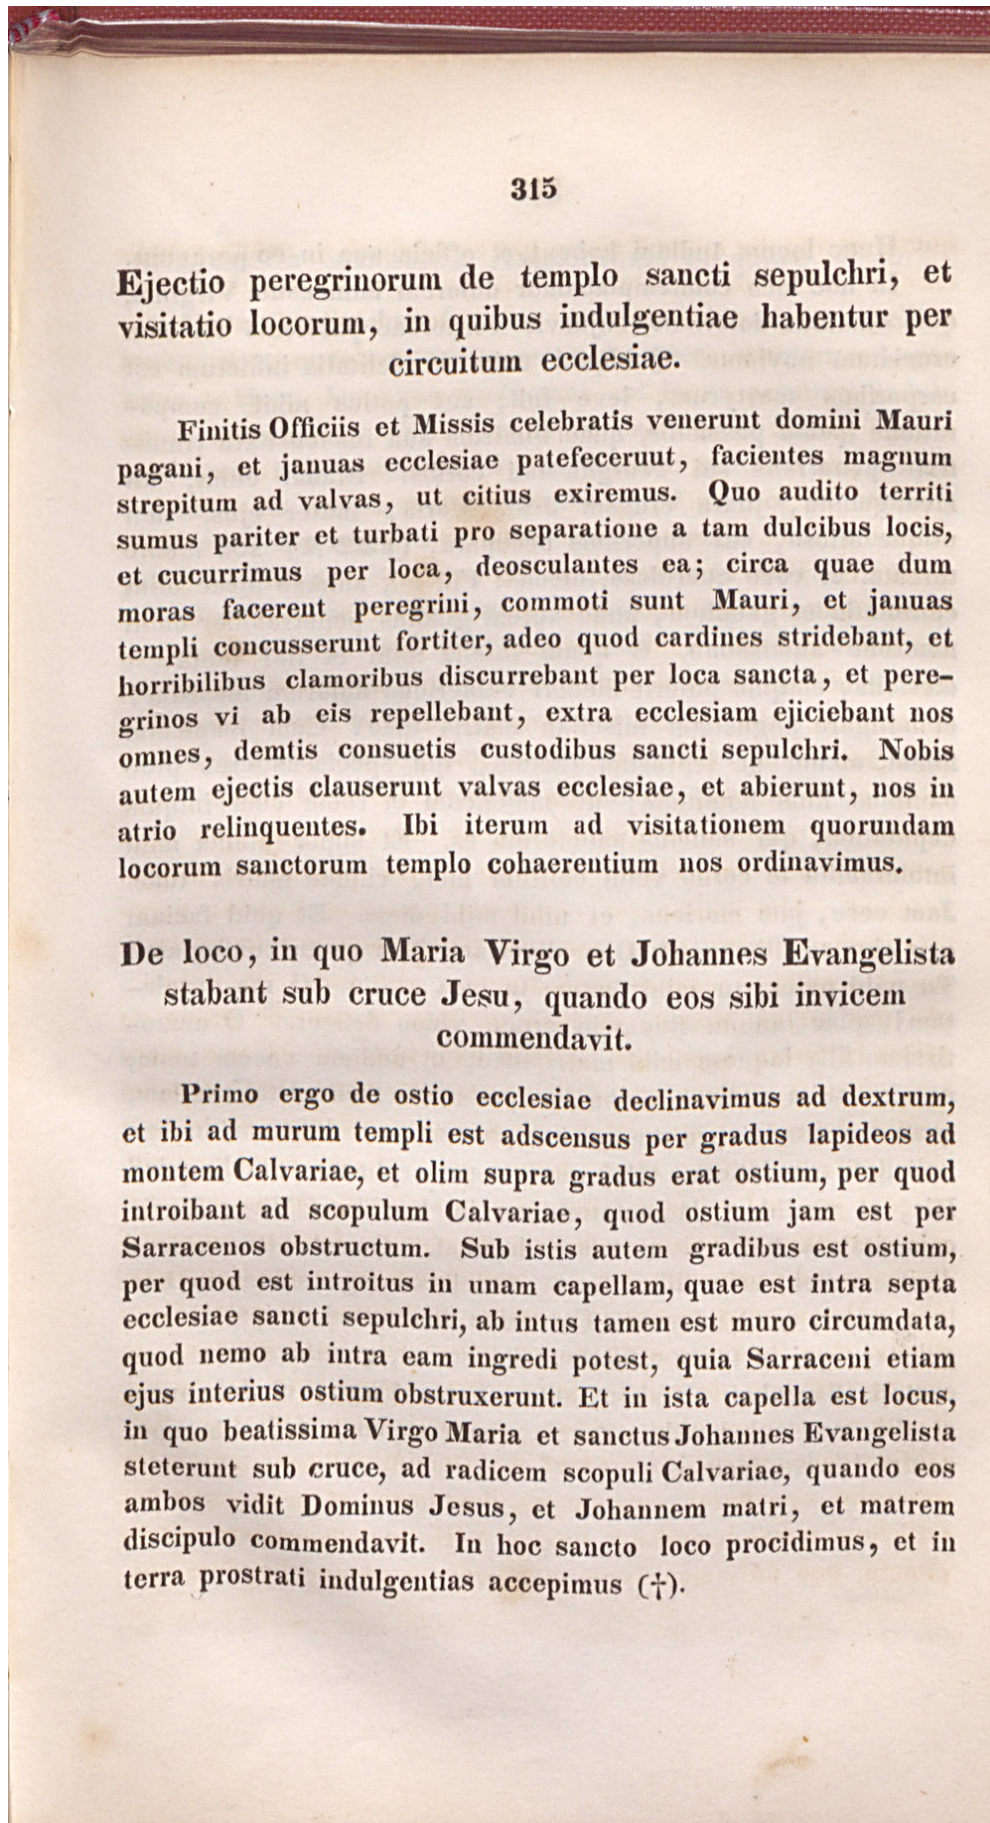 315
Ejectio peregrinorum de templo sancti sepulchri, et
visitatio locorum, in quibus indulgentiae habentur per
circuitum ecclesiae.
Finitis Officiis et Missis celebratis venerunt domini Mauri
pagani, et januas ecclesiae patefeceruut, facientes magnum
strepitum ad valvas, ut citius exiremus. Quo audito territi
sumus pariter et turbati pro separatione a tam dulcibus locis,
et cucurrimus per loca, deosculantes ea; circa quae dum
moras facerent peregrini, commoti sunt Mauri, et januas
templi concusserunt fortiter, adeo quod cardines stridebant, et
horribilibus clamoribus discurrebant per loca sancta, et pere-
grinos vi ab eis repellebant, extra ecclesiam ejiciebant nos
omnes, demtis consuetis custodibus sancti sepulchri. Nobis
autem ejectis clauserunt valvas ecclesiae, et abierunt, nos in
atrio relinquentes. Ibi iterum ad visitationem quorundam
locorum sanctorum templo cohaerentium nos ordinavimus.
De loco, in quo Maria Virgo et Johannes Evangelista
stabant sub cruce Jesu, quando eos sibi invicem
commendavit.
Primo ergo de ostio ecclesiae declinavimus ad dextrum,
et ibi ad murum templi est adscensus per gradus lapideos ad
montem Calvariae, et olim supra gradus erat ostium, per quod
introibant ad scopulum Calvariae, quod ostium jam est per
Sarracenos obstructum. Sub istis autem gradibus est ostium,
per quod est introitus in unam capellam, quae est intra septa
ecclesiae sancti sepulchri, ab intus tamen est muro circumdata,
quod nemo ab intra eam ingredi potest, quia Sarraceni etiam
ejus interius ostium obstruxerunt. Et in ista capella est locus,
in quo beatissima Virgo Maria et sanctus Johannes Evangelista
steterunt sub cruce, ad radicem scopuli Calvariae, quando eos
ambos vidit Dominus Jesus, et Johannem matri, et matrem
discipulo commendavit. In hoc sancto loco procidimus, et in
terra prostrati indulgentias accepimus (†).